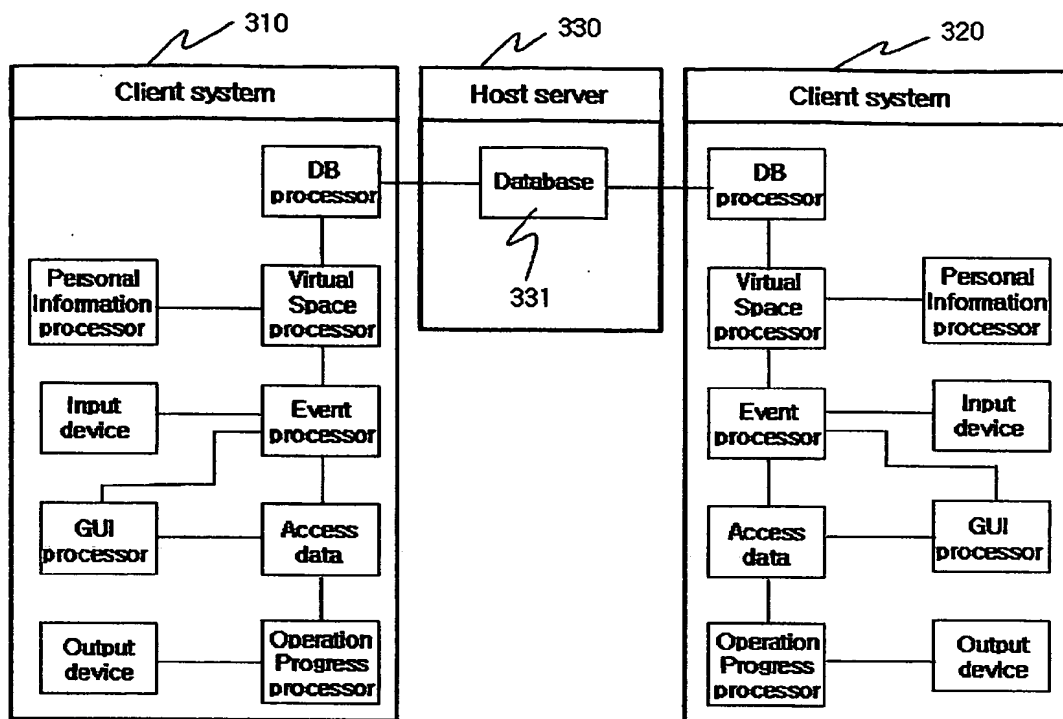 310
330
320
Client system
Host server
Client system
DB
processor
Database
DB
processor
331
Personal
Information
processor
Virtual
Space
processor
Virtual
Space
processor
Personal
Information
processor
Input
device
Event
processor
Event
processor
Input
device
GUI
processor
Access
data
Access
data
GUI
processor
Output
device
Operation
Progress
processor
Operation
Progress
processor
Output
device